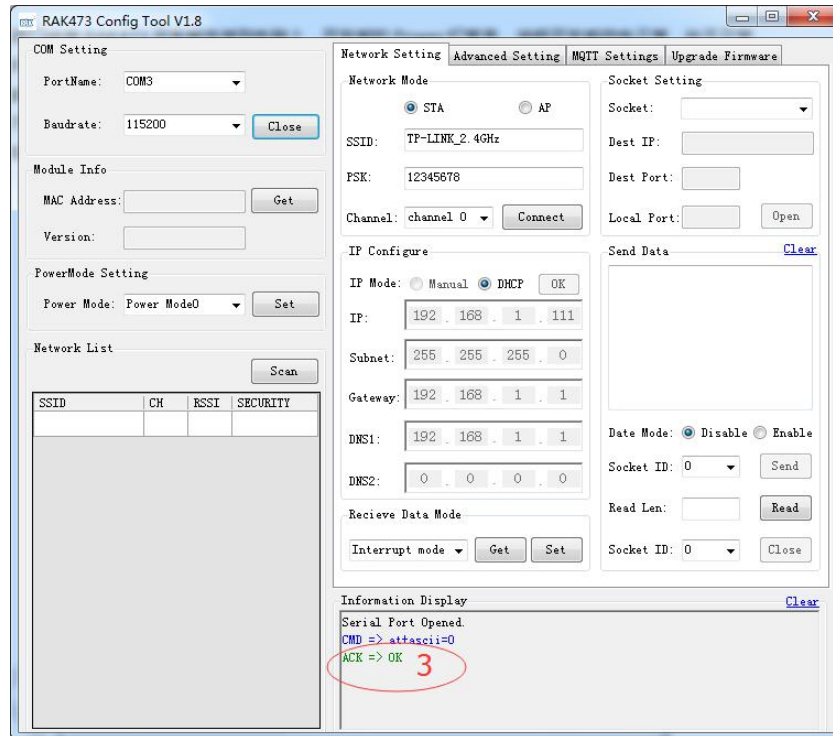 RAK473 Config Tool V1.8
COM Setting
PortName: COM3
Baudrate: 115200 Close
Module Info
MAC Address: Get
Version:
PowerMode Setting
Power Mode: Power Mode0 Set
Network List
Scan
SSID CH RSSI SECURITY
Network Setting Advanced Setting MQTT Settings Upgrade Firmware
Network Mode
STA AP
SSID: TP-LINK_2.4GHz
PSK: 12345678
Channel: channel 0 Connect
IP Configure
IP Mode: Manual DHCP OK
IP: 192 . 168 . 1 . 111
Subnet: 255 . 255 . 255 . 0
Gateway: 192 . 168 . 1 . 1
DNS1: 192 . 168 . 1 . 1
DNS2: 0 . 0 . 0 . 0
Recieve Data Mode
Interrupt mode Get Set
Socket Setting
Socket:
Dest IP:
Dest Port:
Local Port: Open
Send Data Clear
Date Mode: Disable Enable
Socket ID: 0 Send
Read Len: Read
Socket ID: 0 Close
Information Display Clear
Serial Port Opened.
CMD => attascii=0
ACK => OK 3